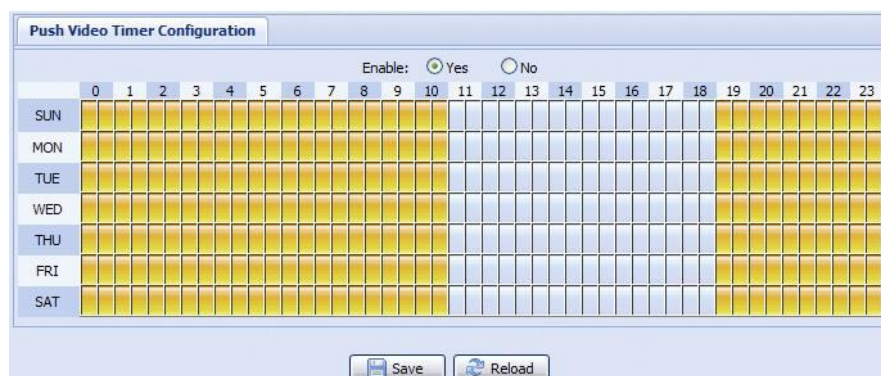 Push Video Timer Configuration
Enable: Yes No
0 1 2 3 4 5 6 7 8 9 10 11 12 13 14 15 16 17 18 19 20 21 22 23
SUN
MON
TUE
WED
THU
FRI
SAT
Save Reload